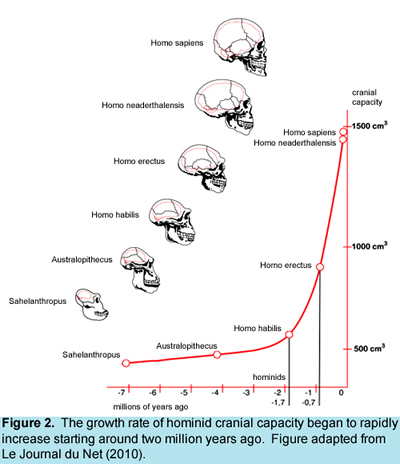 Homo sapiens
Homo neaderthalensis
Homo erectus
Homo habilis
Australopithecus
Sahelanthropus
cranial
capacity
1500 cm³
Homo sapiens
Homo neaderthalensis
1000 cm³
Homo erectus
Homo habilis
Australopithecus
Sahelanthropus
500 cm³
hominids
-7 -6 -5 -4 -3 -2 -1 0
millions of years ago -1,7 -0,7
Figure 2. The growth rate of hominid cranial capacity began to rapidly
increase starting around two million years ago. Figure adapted from
Le Journal du Net (2010).